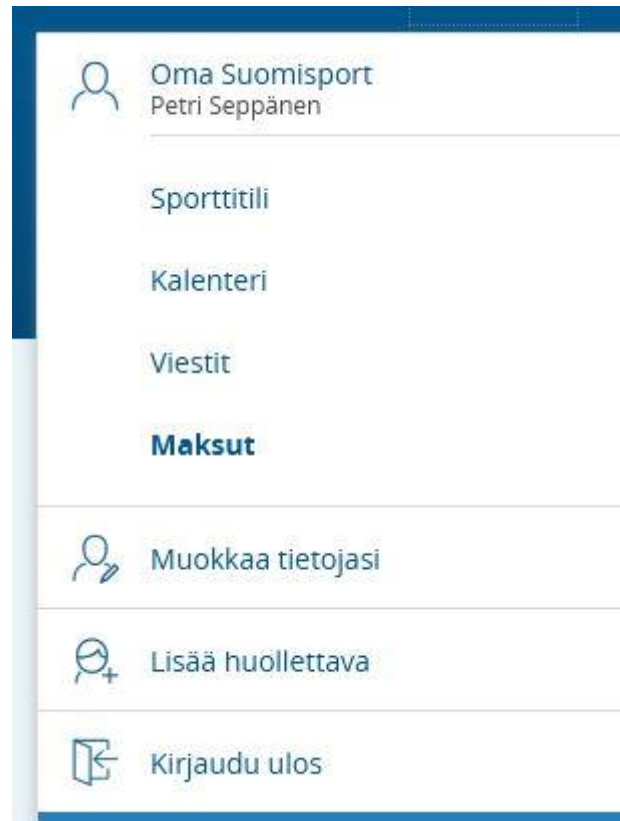 Oma Suomisport
Petri Seppänen
Sporttitili
Kalenteri
Viestit
Maksut
Muokkaa tietojasi
Lisää huollettava
Kirjaudu ulos